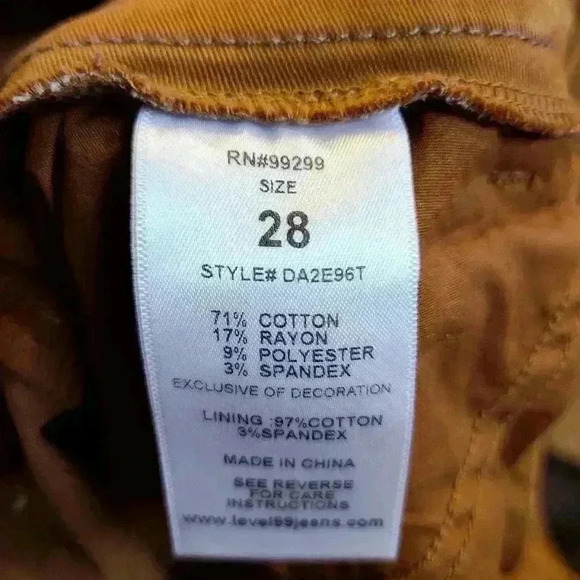 RN#99299
SIZE
28
STYLE# DA2E96T
71% COTTON
17% RAYON
9% POLYESTER
3% SPANDEX
EXCLUSIVE OF DECORATION
LINING :97%COTTON
3%SPANDEX
MADE IN CHINA
SEE REVERSE
FOR CARE
INSTRUCTIONS
www.level99jeans.com